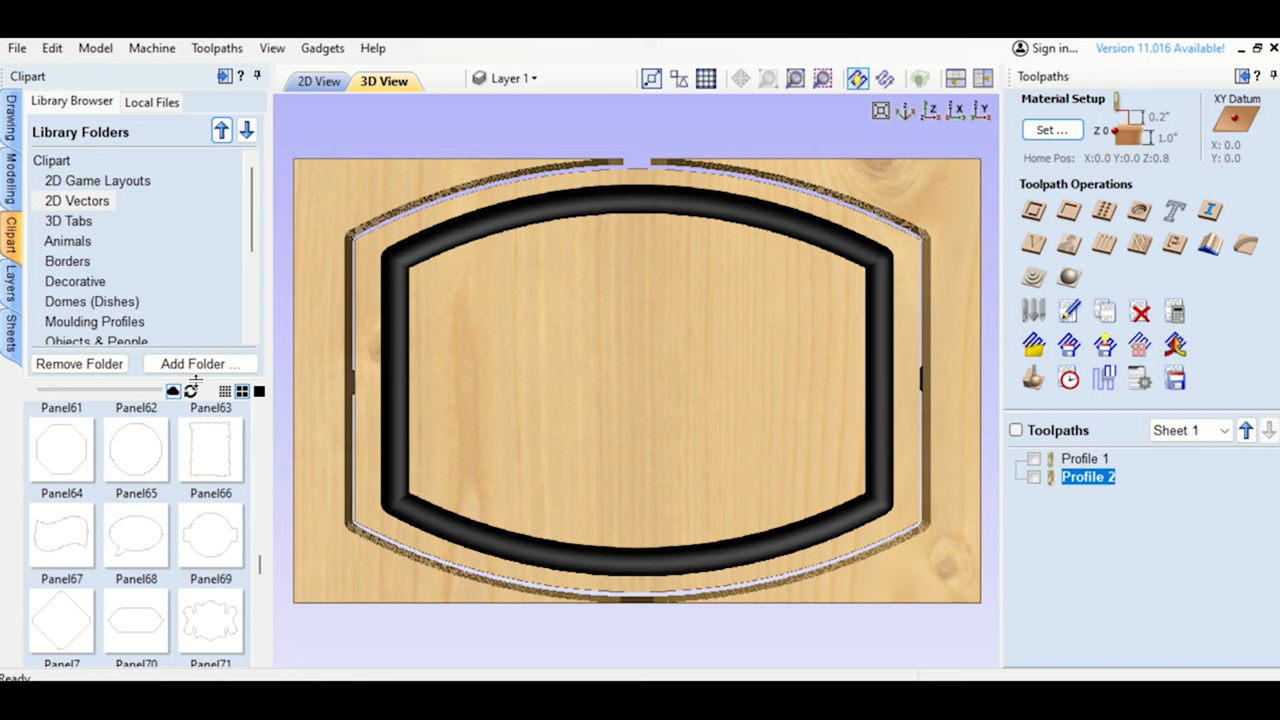 File Edit Model Machine Toolpaths View Gadgets Help
Sign in... Version 11.016 Available!
Clipart
Library Browser Local Files
Library Folders
Clipart
2D Game Layouts
2D Vectors
3D Tabs
Animals
Borders
Decorative
Domes (Dishes)
Moulding Profiles
Objects & People
Remove Folder Add Folder ...
Panel61 Panel62 Panel63
Panel64 Panel65 Panel66
Panel67 Panel68 Panel69
Panel7 Panel70 Panel71
Ready
Drawing
Modeling
Clipart
Layers
Sheets
2D View 3D View Layer 1
Z X Y
Toolpaths
Material Setup XY Datum
Set ... Z 0 0.2" 1.0"
X: 0.0
Y: 0.0
Home Pos: X:0.0 Y:0.0 Z:0.8
Toolpath Operations
Toolpaths Sheet 1
Profile 1
Profile 2